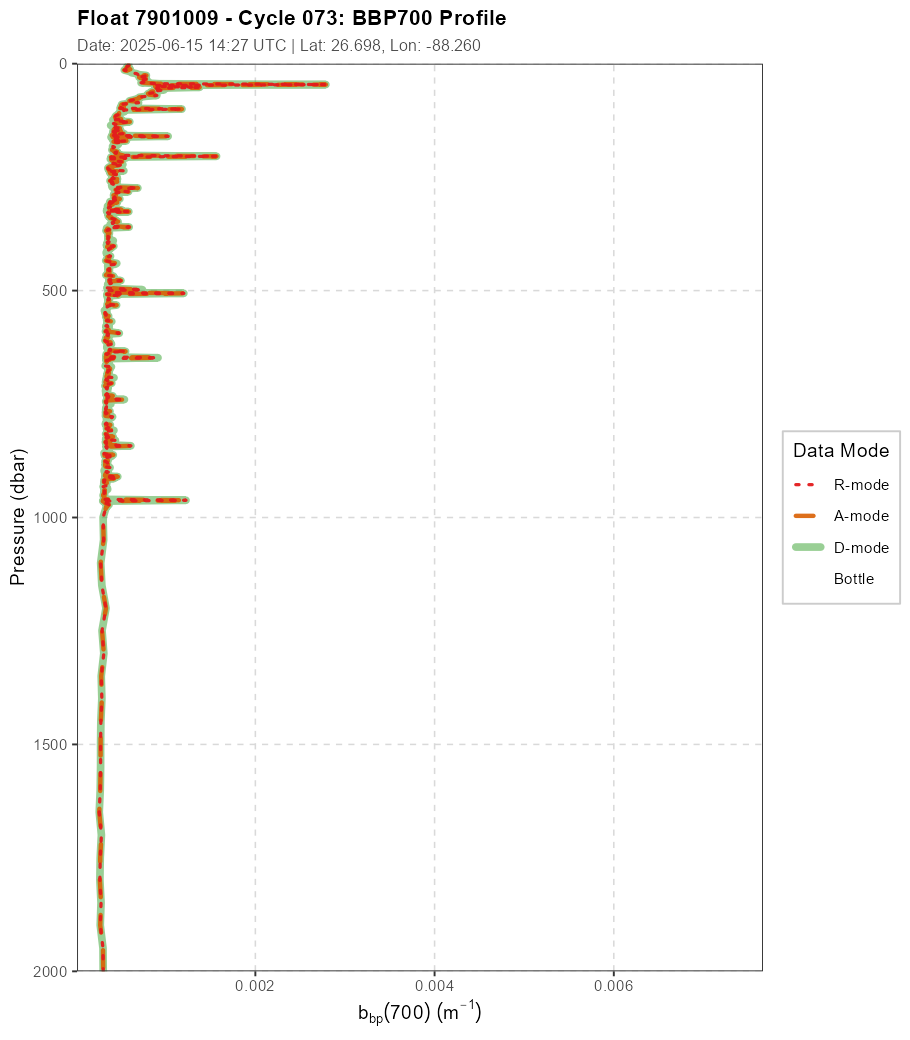 Float 7901009 - Cycle 073: BBP700 Profile
Date: 2025-06-15 14:27 UTC | Lat: 26.698, Lon: -88.260
0
500
1000
1500
2000
Pressure (dbar)
0.002 0.004 0.006
b_bp(700) (m⁻¹)
Data Mode
R-mode
A-mode
D-mode
Bottle